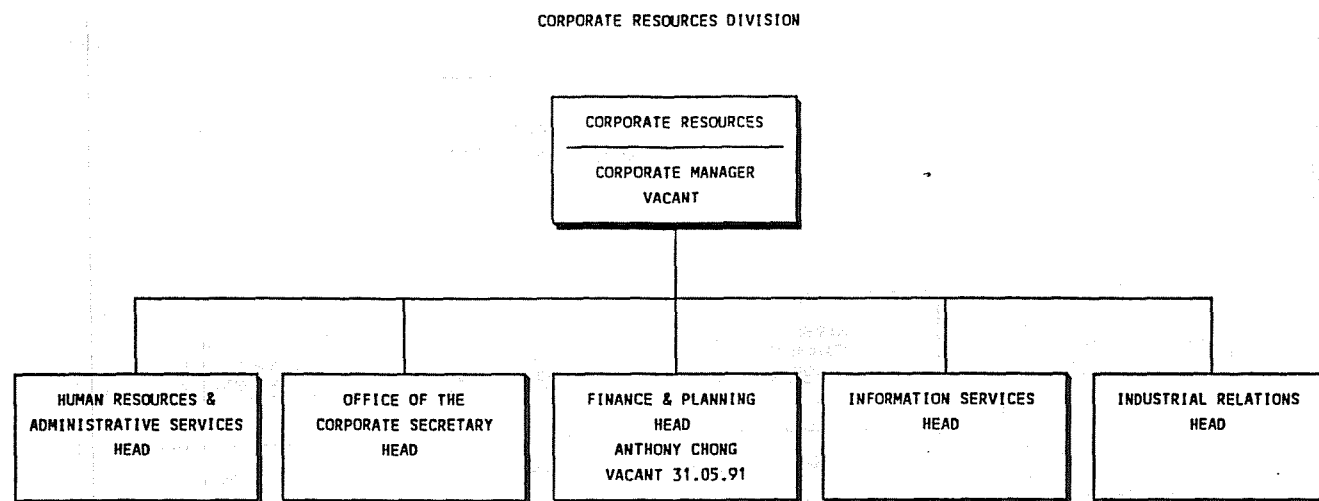 CORPORATE RESOURCES DIVISION
CORPORATE RESOURCES
CORPORATE MANAGER
VACANT
HUMAN RESOURCES &
ADMINISTRATIVE SERVICES
HEAD
OFFICE OF THE
CORPORATE SECRETARY
HEAD
FINANCE & PLANNING
HEAD
ANTHONY CHONG
VACANT 31.05.91
INFORMATION SERVICES
HEAD
INDUSTRIAL RELATIONS
HEAD